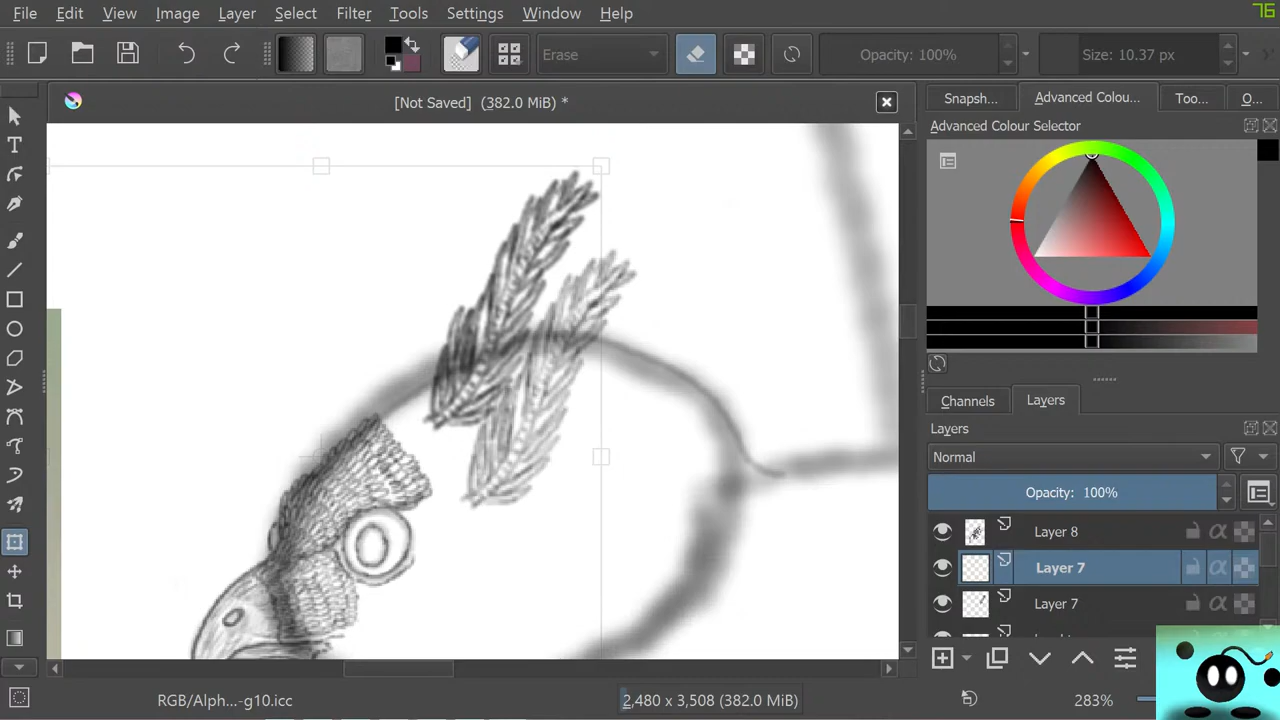 76
File Edit View Image Layer Select Filter Tools Settings Window Help
Erase Opacity: 100% Size: 10.37 px
[Not Saved] (382.0 MiB) *
Snapsh... Advanced Colou... Too... O...
Advanced Colour Selector
Channels Layers
Layers
Normal
Opacity: 100%
Layer 8
Layer 7
Layer 7
RGB/Alph...-g10.icc 2,480 x 3,508 (382.0 MiB) 283%